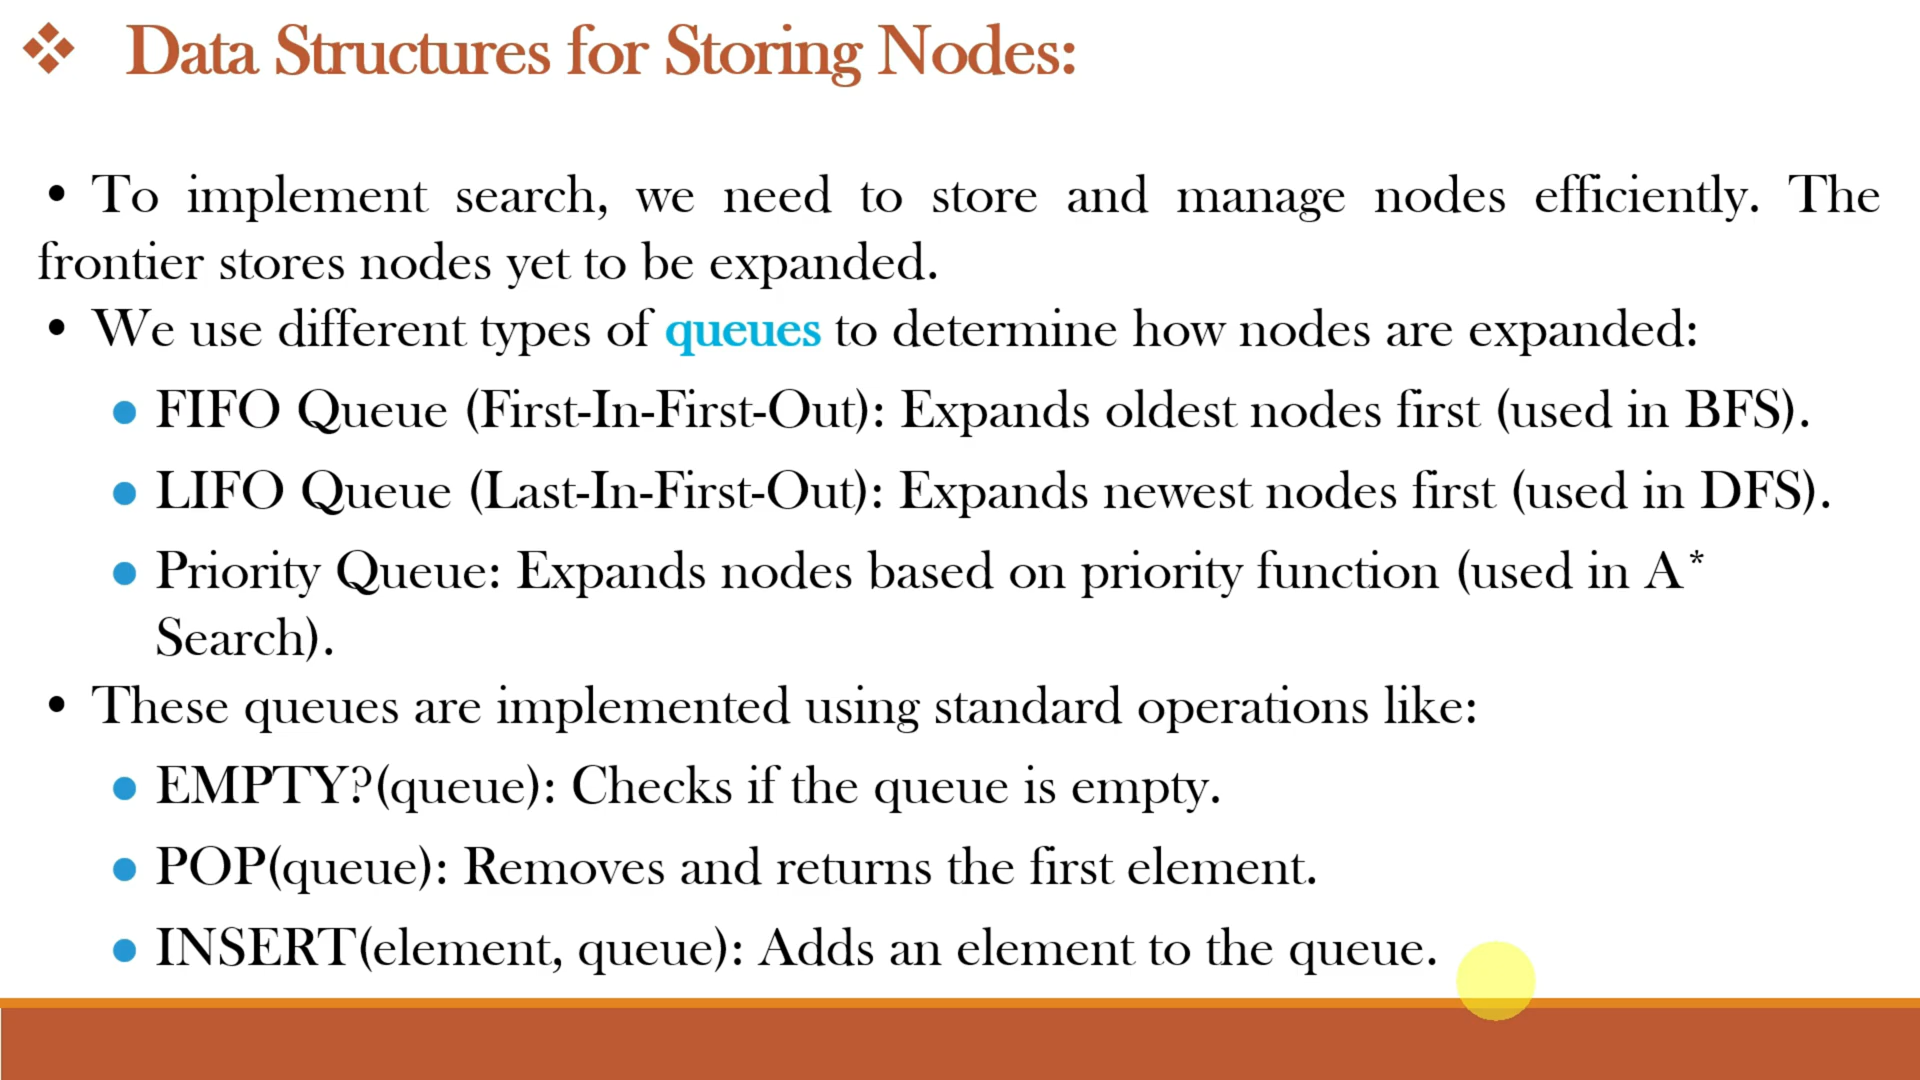 ❖ Data Structures for Storing Nodes:
• To implement search, we need to store and manage nodes efficiently. The
frontier stores nodes yet to be expanded.
• We use different types of queues to determine how nodes are expanded:
● FIFO Queue (First-In-First-Out): Expands oldest nodes first (used in BFS).
● LIFO Queue (Last-In-First-Out): Expands newest nodes first (used in DFS).
● Priority Queue: Expands nodes based on priority function (used in A*
Search).
• These queues are implemented using standard operations like:
● EMPTY?(queue): Checks if the queue is empty.
● POP(queue): Removes and returns the first element.
● INSERT(element, queue): Adds an element to the queue.